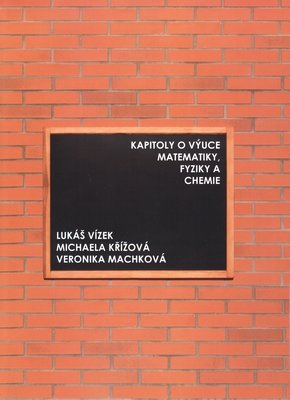 KAPITOLY O VÝUCE
MATEMATIKY,
FYZIKY A
CHEMIE
LUKÁŠ VÍZEK
MICHAELA KŘÍŽOVÁ
VERONIKA MACHKOVÁ